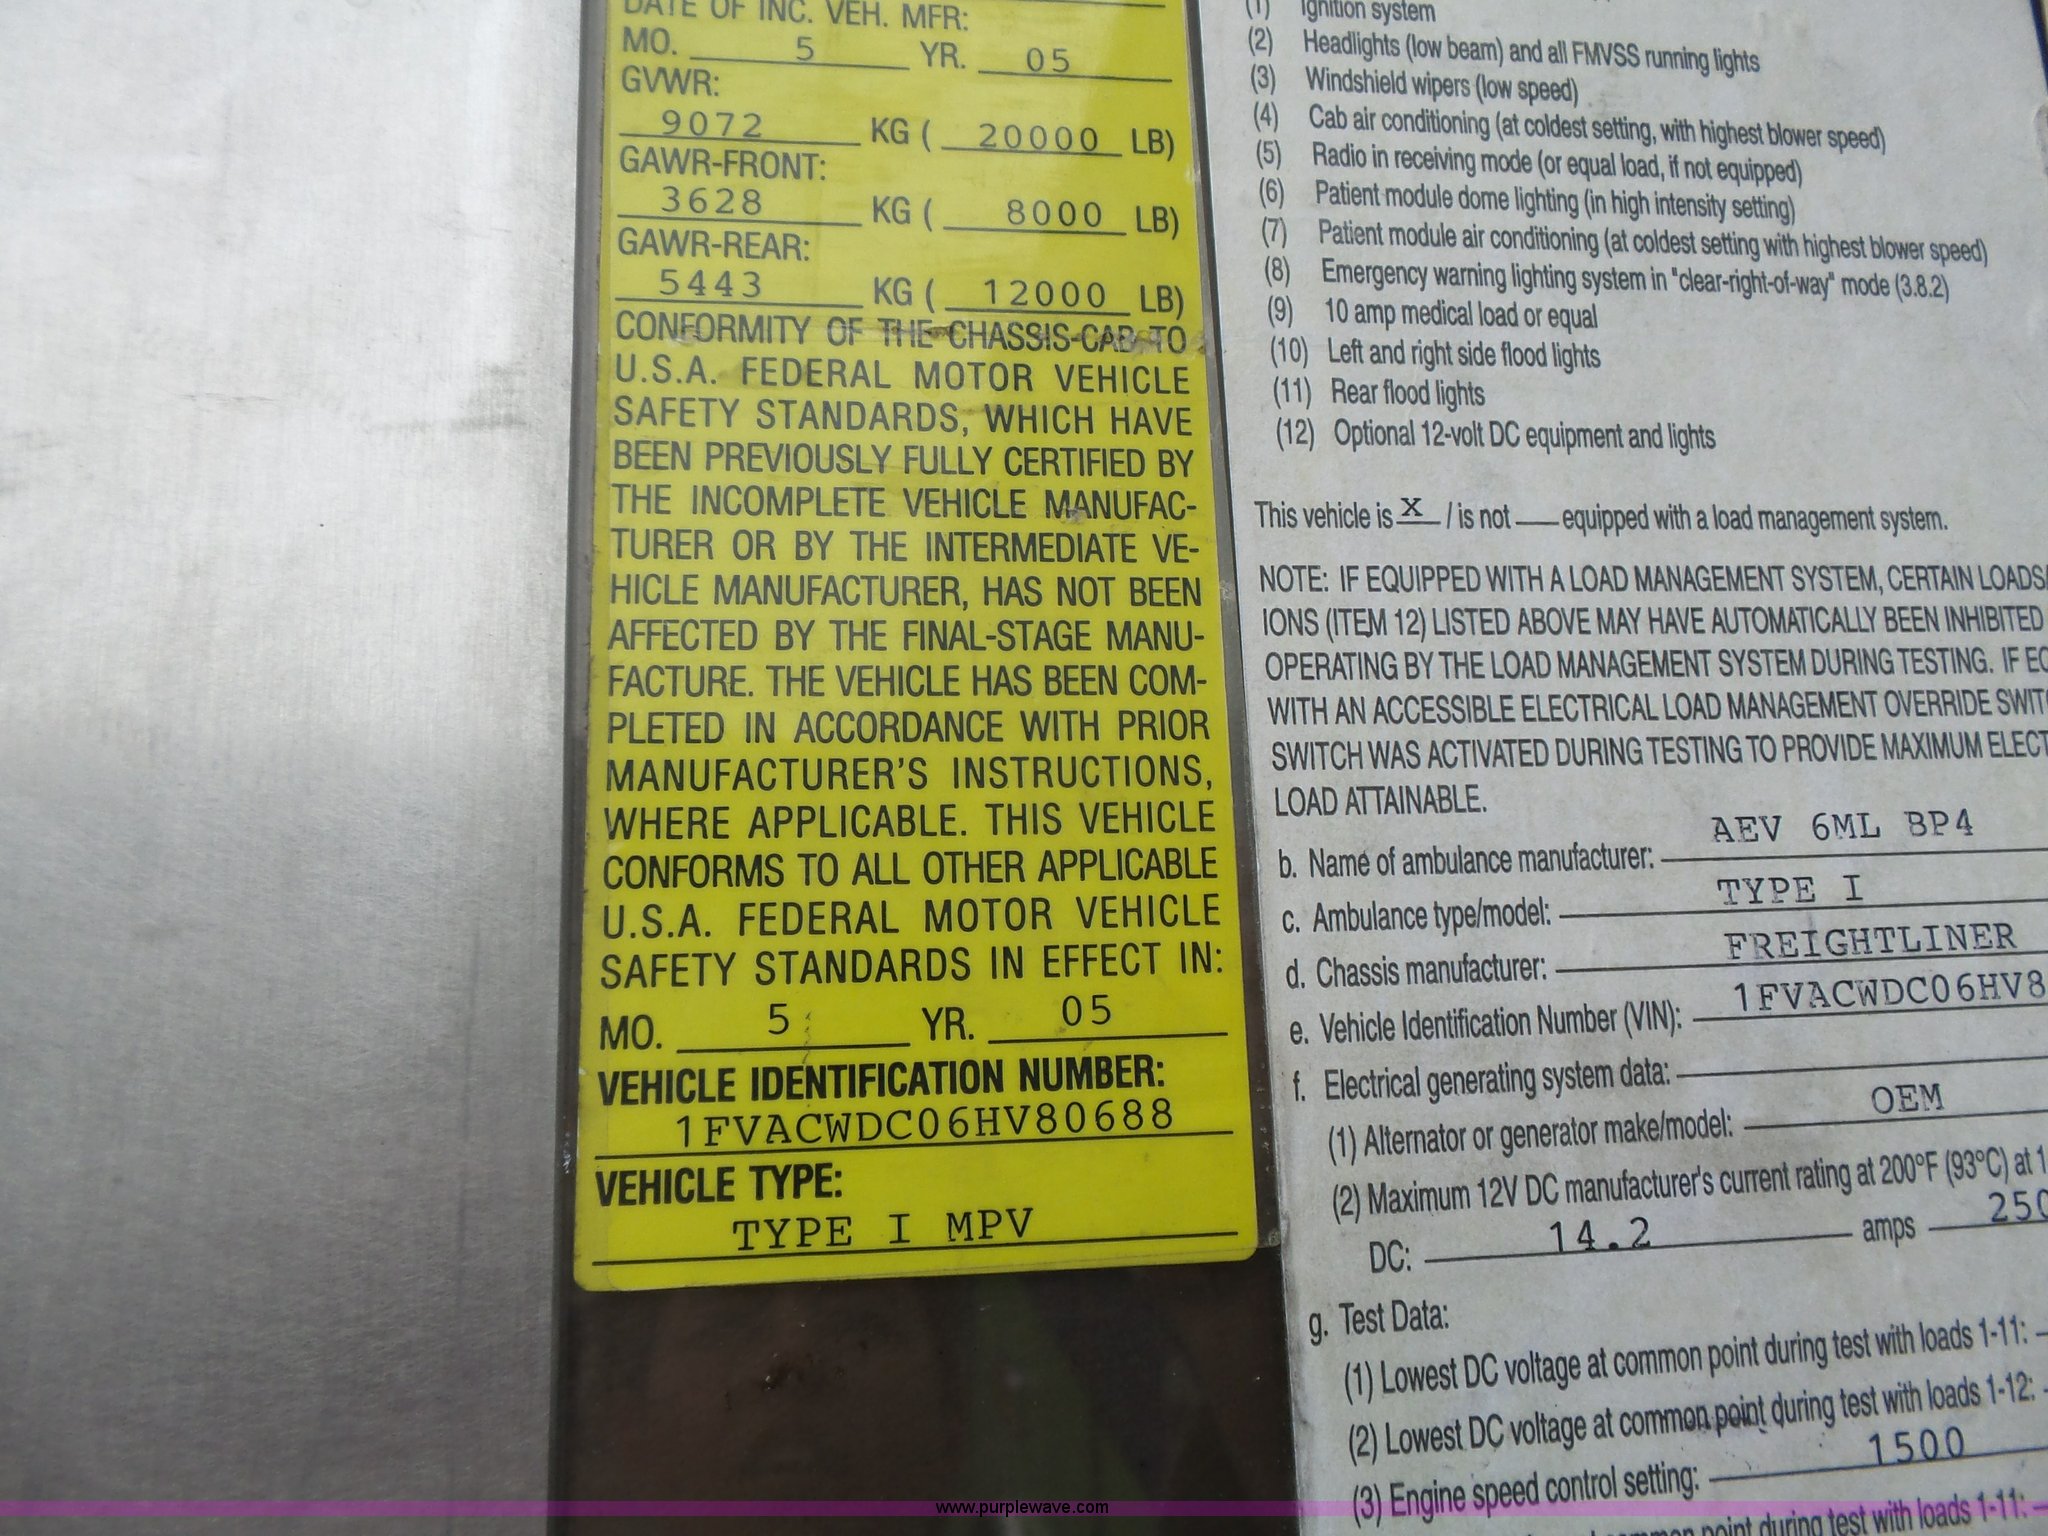 DATE OF INC. VEH. MFR:
MO. 5 YR. 05
GVWR:
9072 KG ( 20000 LB)
GAWR-FRONT:
3628 KG ( 8000 LB)
GAWR-REAR:
5443 KG ( 12000 LB)
CONFORMITY OF THE CHASSIS-CAB TO
U.S.A. FEDERAL MOTOR VEHICLE
SAFETY STANDARDS, WHICH HAVE
BEEN PREVIOUSLY FULLY CERTIFIED BY
THE INCOMPLETE VEHICLE MANUFAC-
TURER OR BY THE INTERMEDIATE VE-
HICLE MANUFACTURER, HAS NOT BEEN
AFFECTED BY THE FINAL-STAGE MANU-
FACTURE. THE VEHICLE HAS BEEN COM-
PLETED IN ACCORDANCE WITH PRIOR
MANUFACTURER'S INSTRUCTIONS,
WHERE APPLICABLE. THIS VEHICLE
CONFORMS TO ALL OTHER APPLICABLE
U.S.A. FEDERAL MOTOR VEHICLE
SAFETY STANDARDS IN EFFECT IN:
MO. 5 YR. 05
VEHICLE IDENTIFICATION NUMBER:
1FVACWDC06HV80688
VEHICLE TYPE:
TYPE I MPV
(1) Ignition system
(2) Headlights (low beam) and all FMVSS running lights
(3) Windshield wipers (low speed)
(4) Cab air conditioning (at coldest setting, with highest blower speed)
(5) Radio in receiving mode (or equal load, if not equipped)
(6) Patient module dome lighting (in high intensity setting)
(7) Patient module air conditioning (at coldest setting with highest blower speed)
(8) Emergency warning lighting system in "clear-right-of-way" mode (3.8.2)
(9) 10 amp medical load or equal
(10) Left and right side flood lights
(11) Rear flood lights
(12) Optional 12-volt DC equipment and lights
This vehicle is X / is not equipped with a load management system.
NOTE: IF EQUIPPED WITH A LOAD MANAGEMENT SYSTEM, CERTAIN LOADS
IONS (ITEM 12) LISTED ABOVE MAY HAVE AUTOMATICALLY BEEN INHIBITED
OPERATING BY THE LOAD MANAGEMENT SYSTEM DURING TESTING. IF
WITH AN ACCESSIBLE ELECTRICAL LOAD MANAGEMENT OVERRIDE SWIT
SWITCH WAS ACTIVATED DURING TESTING TO PROVIDE MAXIMUM ELECT
LOAD ATTAINABLE.
b. Name of ambulance manufacturer: AEV 6ML BP4
c. Ambulance type/model: TYPE I
d. Chassis manufacturer: FREIGHTLINER
e. Vehicle Identification Number (VIN): 1FVACWDC06HV8
f. Electrical generating system data:
(1) Alternator or generator make/model: OEM
(2) Maximum 12V DC manufacturer's current rating at 200°F (93°C) at 1
DC: 14.2 amps 250
g. Test Data:
(1) Lowest DC voltage at common point during test with loads 1-11:
(2) Lowest DC voltage at common point during test with loads 1-12:
(3) Engine speed control setting: 1500
common point during test with loads 1-11:
www.purplewave.com